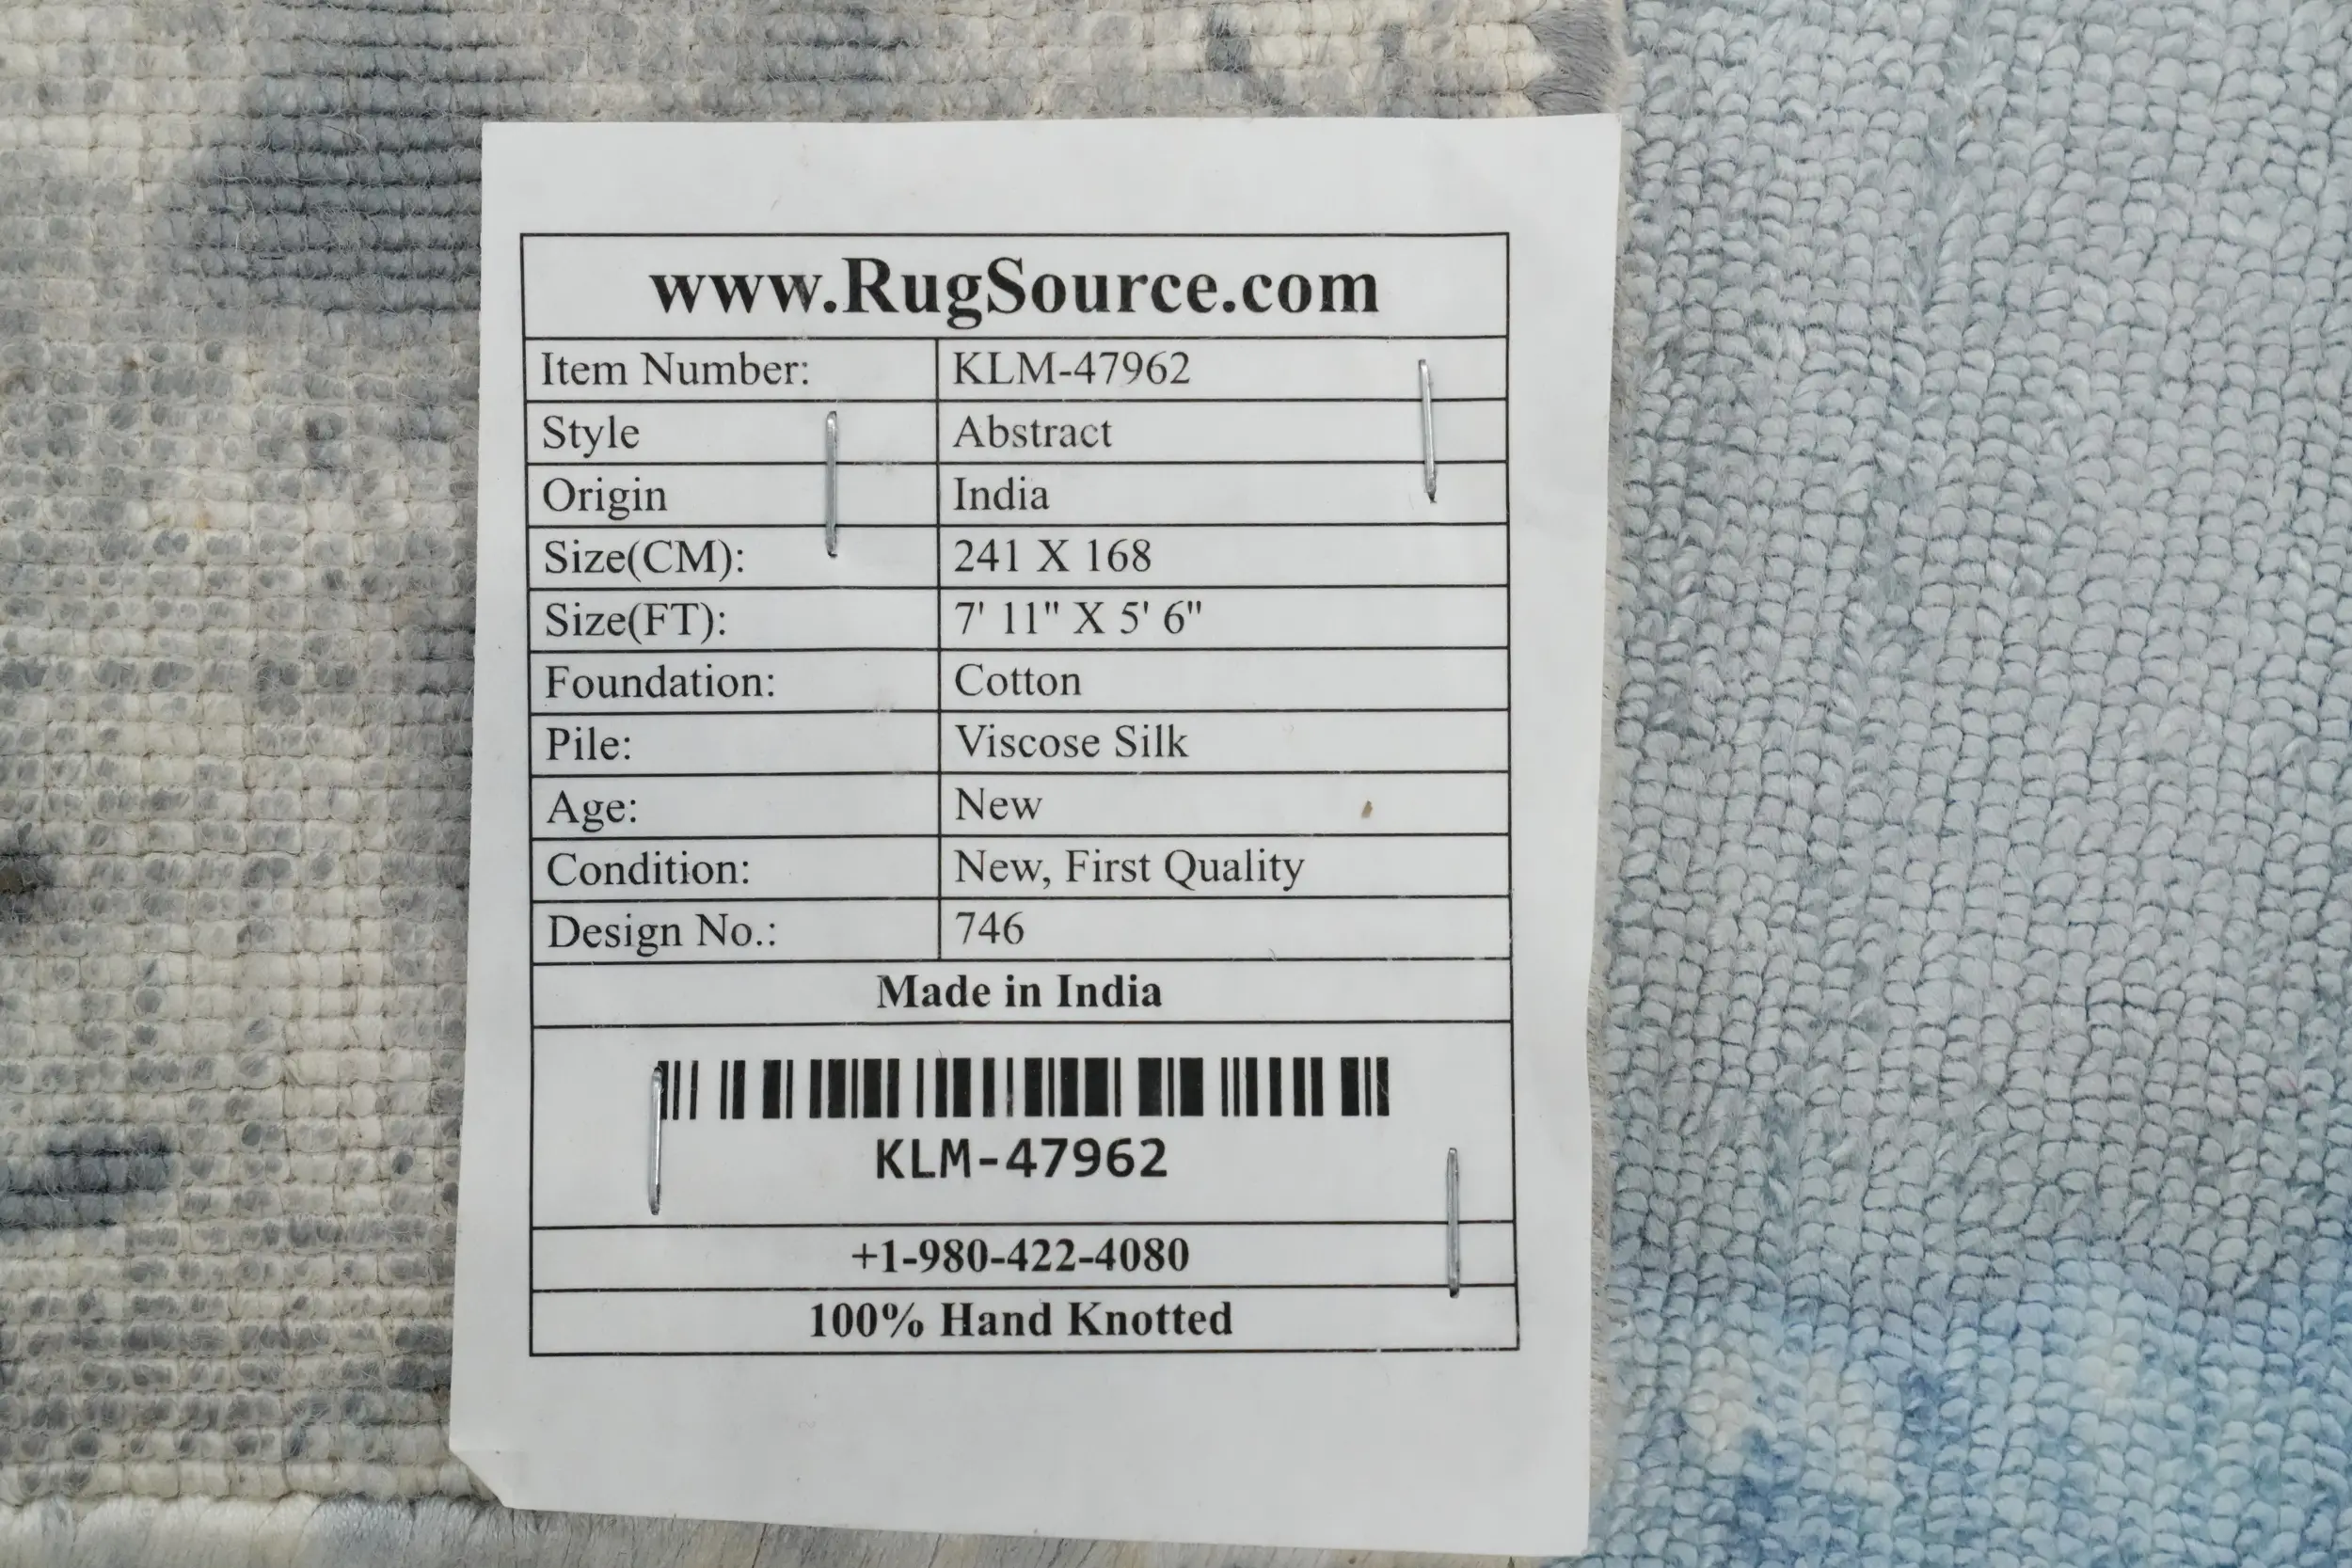 www.RugSource.com
Item Number: KLM-47962
Style Abstract
Origin India
Size(CM): 241 X 168
Size(FT): 7' 11" X 5' 6"
Foundation: Cotton
Pile: Viscose Silk
Age: New
Condition: New, First Quality
Design No.: 746
Made in India
KLM-47962
+1-980-422-4080
100% Hand Knotted